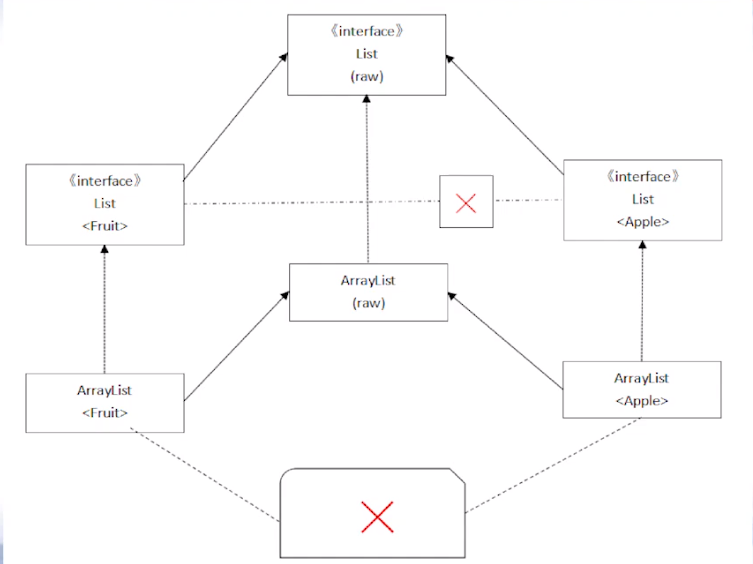 《interface》
List
(raw)
《interface》
List
<Fruit>
《interface》
List
<Apple>
ArrayList
(raw)
ArrayList
<Fruit>
ArrayList
<Apple>